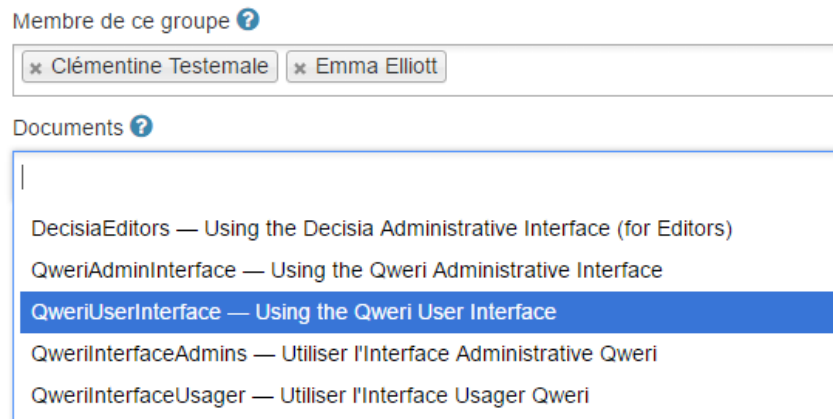 Membre de ce groupe ?
× Clémentine Testemale × Emma Elliott
Documents ?
DecisiaEditors — Using the Decisia Administrative Interface (for Editors)
QweriAdminInterface — Using the Qweri Administrative Interface
QweriUserInterface — Using the Qweri User Interface
QweriInterfaceAdmins — Utiliser l'Interface Administrative Qweri
QweriInterfaceUsager — Utiliser l'Interface Usager Qweri